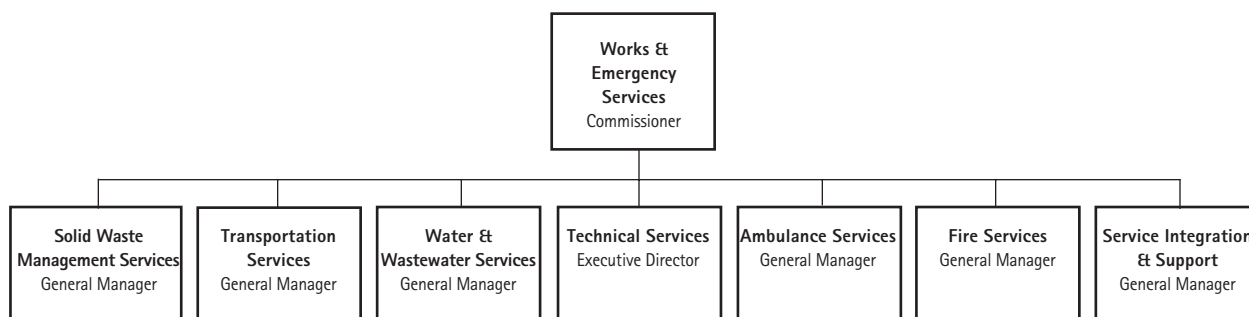 Works &
Emergency
Services
Commissioner
Solid Waste
Management Services
General Manager
Transportation
Services
General Manager
Water &
Wastewater Services
General Manager
Technical Services
Executive Director
Ambulance Services
General Manager
Fire Services
General Manager
Service Integration
& Support
General Manager